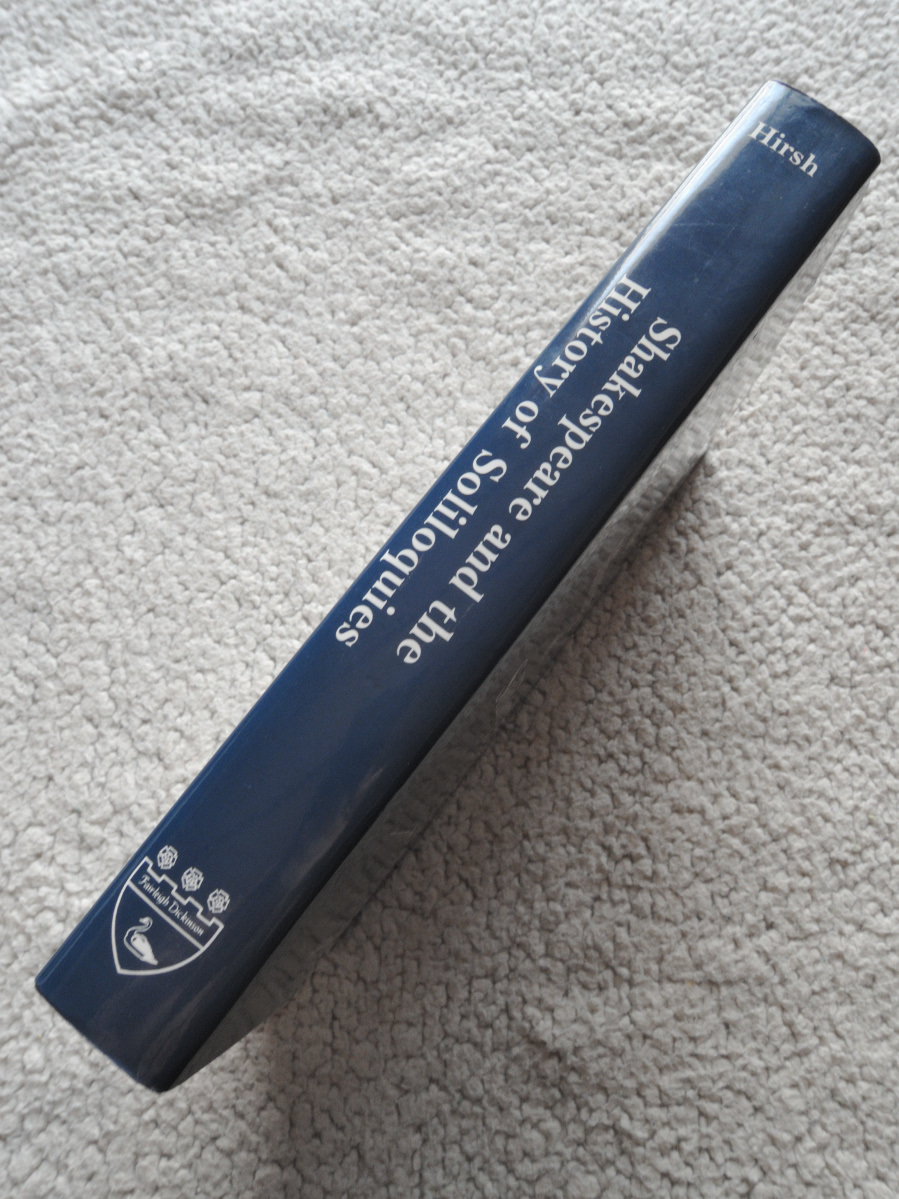 Hirsh
Shakespeare and the
History of Soliloquies
Fairleigh Dickinson